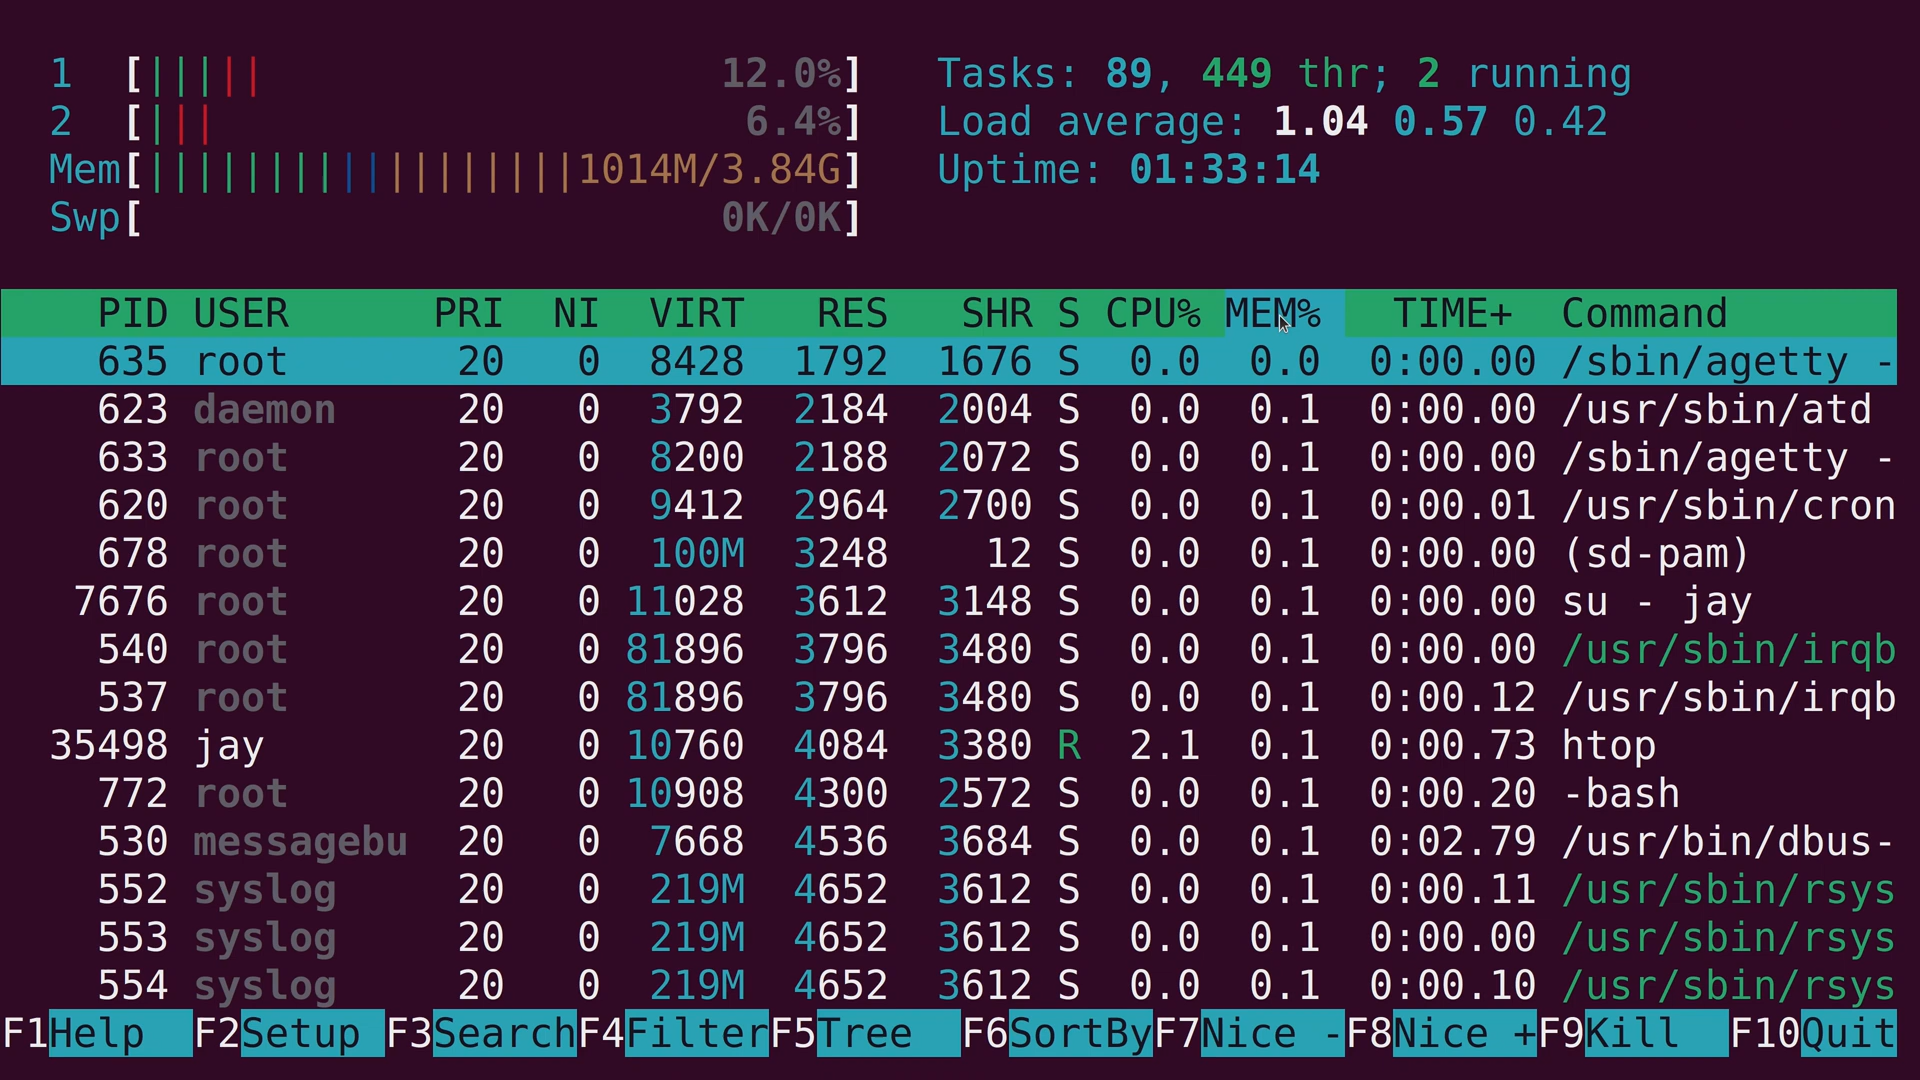 1 [||||| 12.0%] Tasks: 89, 449 thr; 2 running
2 [||| 6.4%] Load average: 1.04 0.57 0.42
Mem[||||||||||||||||||1014M/3.84G] Uptime: 01:33:14
Swp[ 0K/0K]
PID USER PRI NI VIRT RES SHR S CPU% MEM% TIME+ Command
635 root 20 0 8428 1792 1676 S 0.0 0.0 0:00.00 /sbin/agetty -
623 daemon 20 0 3792 2184 2004 S 0.0 0.1 0:00.00 /usr/sbin/atd
633 root 20 0 8200 2188 2072 S 0.0 0.1 0:00.00 /sbin/agetty -
620 root 20 0 9412 2964 2700 S 0.0 0.1 0:00.01 /usr/sbin/cron
678 root 20 0 100M 3248 12 S 0.0 0.1 0:00.00 (sd-pam)
7676 root 20 0 11028 3612 3148 S 0.0 0.1 0:00.00 su - jay
540 root 20 0 81896 3796 3480 S 0.0 0.1 0:00.00 /usr/sbin/irqb
537 root 20 0 81896 3796 3480 S 0.0 0.1 0:00.12 /usr/sbin/irqb
35498 jay 20 0 10760 4084 3380 R 2.1 0.1 0:00.73 htop
772 root 20 0 10908 4300 2572 S 0.0 0.1 0:00.20 -bash
530 messagebu 20 0 7668 4536 3684 S 0.0 0.1 0:02.79 /usr/bin/dbus-
552 syslog 20 0 219M 4652 3612 S 0.0 0.1 0:00.11 /usr/sbin/rsys
553 syslog 20 0 219M 4652 3612 S 0.0 0.1 0:00.00 /usr/sbin/rsys
554 syslog 20 0 219M 4652 3612 S 0.0 0.1 0:00.10 /usr/sbin/rsys
F1Help F2Setup F3SearchF4FilterF5Tree F6SortByF7Nice -F8Nice +F9Kill F10Quit